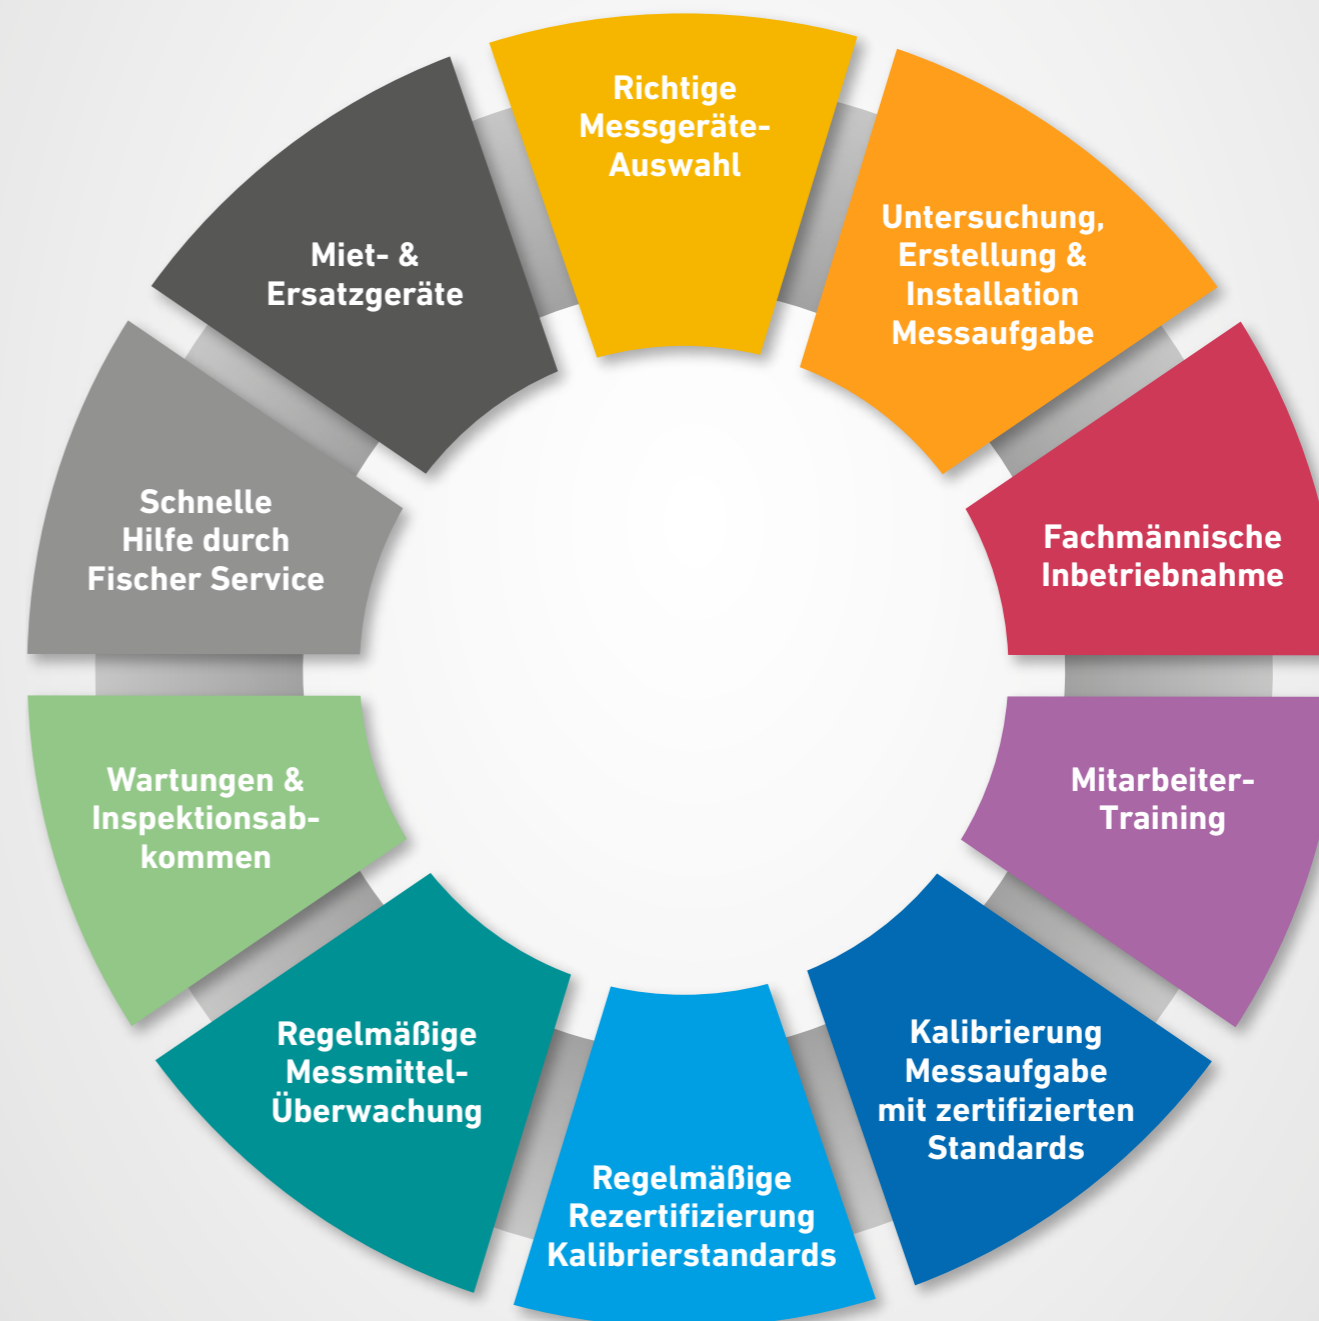 Richtige
Messgeräte-
Auswahl
Untersuchung,
Erstellung &
Installation
Messaufgabe
Fachmännische
Inbetriebnahme
Mitarbeiter-
Training
Kalibrierung
Messaufgabe
mit zertifizierten
Standards
Regelmäßige
Rezertifizierung
Kalibrierstandards
Regelmäßige
Messmittel-
Überwachung
Wartungen &
Inspektionsab-
kommen
Schnelle
Hilfe durch
Fischer Service
Miet- &
Ersatzgeräte